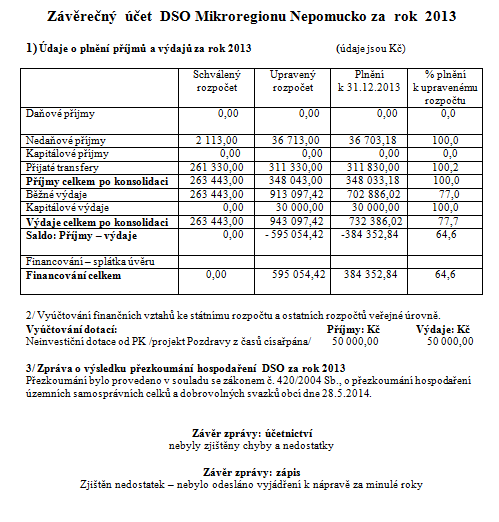 Závěrečný účet DSO Mikroregionu Nepomucko za rok 2013
1) Údaje o plnění příjmů a výdajů za rok 2013 (údaje jsou Kč)
Schválený rozpočet Upravený rozpočet Plnění k 31.12.2013 % plnění k upravenému rozpočtu
Daňové příjmy 0,00 0,00 0,00 0,0
Nedaňové příjmy 2 113,00 36 713,00 36 703,18 100,0
Kapitálové příjmy 0,00 0,00 0,00 0,0
Přijaté transfery 261 330,00 311 330,00 311 830,00 100,2
Příjmy celkem po konsolidaci 263 443,00 348 043,00 348 033,18 100,0
Běžné výdaje 263 443,00 913 097,42 702 886,02 77,0
Kapitálové výdaje 0,00 30 000,00 30 000,00 100,0
Výdaje celkem po konsolidaci 263 443,00 943 097,42 732 386,02 77,7
Saldo: Příjmy – výdaje 0,00 - 595 054,42 -384 352,84 64,6
Financování – splátka úvěru
Financování celkem 0,00 595 054,42 384 352,84 64,6
2/ Vyúčtování finančních vztahů ke státnímu rozpočtu a ostatních rozpočtů veřejné úrovně.
Vyúčtování dotací: Příjmy: Kč Výdaje: Kč
Neinvestiční dotace od PK /projekt Pozdravy z časů císařpána/ 50 000,00 50 000,00
3/ Zpráva o výsledku přezkoumání hospodaření DSO za rok 2013
Přezkoumání bylo provedeno v souladu se zákonem č. 420/2004 Sb., o přezkoumání hospodaření
územních samosprávních celků a dobrovolných svazků obcí dne 28.5.2014.
Závěr zprávy: účetnictví
nebyly zjištěny chyby a nedostatky
Závěr zprávy: zápis
Zjištěn nedostatek – nebylo odesláno vyjádření k nápravě za minulé roky